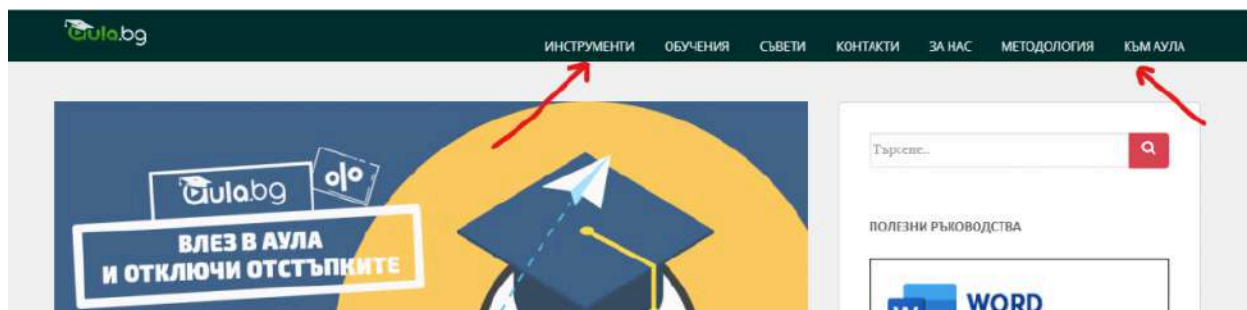 aula.bg
ИНСТРУМЕНТИ ОБУЧЕНИЯ СЪВЕТИ КОНТАКТИ ЗА НАС МЕТОДОЛОГИЯ КЪМ АУЛА
Търсене...
aula.bg %
ВЛЕЗ В АУЛА
И ОТКЛЮЧИ ОТСТЪПКИТЕ
ПОЛЕЗНИ РЪКОВОДСТВА
W WORD